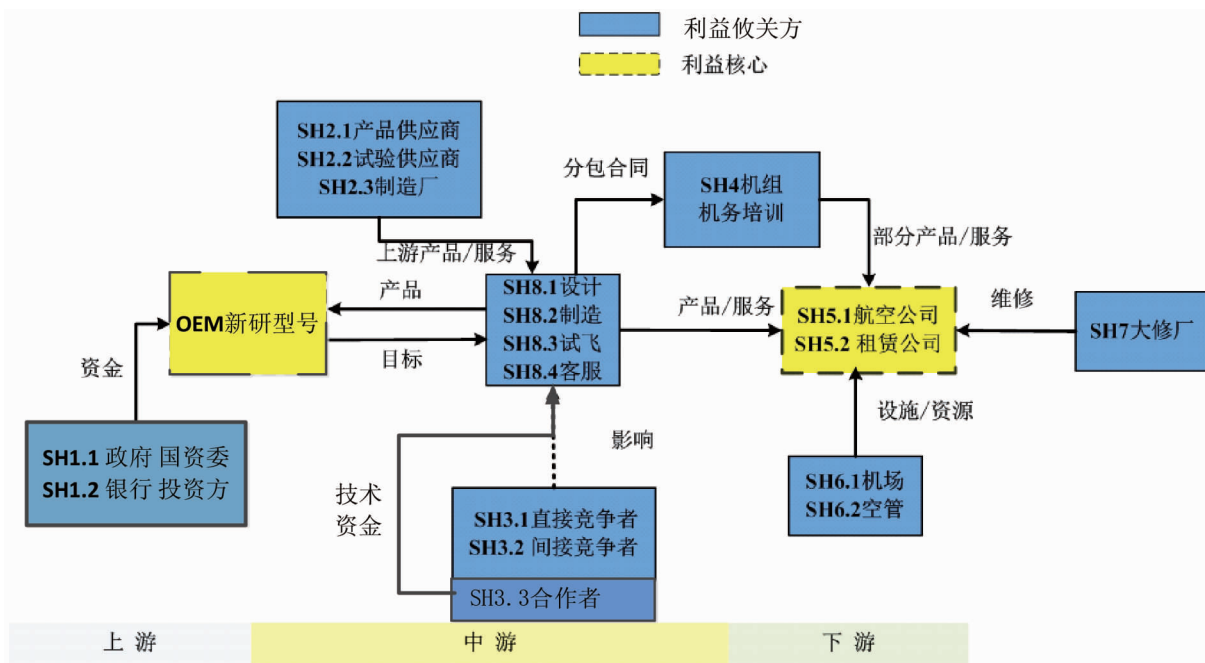 利益攸关方
利益核心
SH2.1产品供应商
SH2.2试验供应商
SH2.3制造厂
分包合同
SH4机组
机务培训
上游产品/服务
部分产品/服务
OEM新研型号
产品
目标
SH8.1设计
SH8.2制造
SH8.3试飞
SH8.4客服
产品/服务
SH5.1航空公司
SH5.2 租赁公司
维修
SH7大修厂
资金
设施/资源
影响
SH1.1 政府 国资委
SH1.2 银行 投资方
技术
资金
SH3.1直接竞争者
SH3.2 间接竞争者
SH3.3合作者
SH6.1机场
SH6.2空管
上 游
中 游
下 游